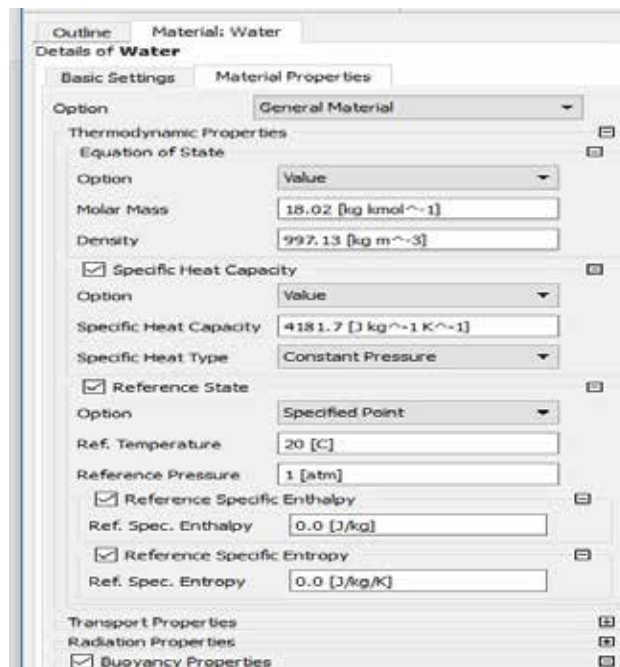 Outline Material: Water
Details of Water
Basic Settings Material Properties
Option General Material
Thermodynamic Properties
Equation of State
Option Value
Molar Mass 18.02 [kg kmol^-1]
Density 997.13 [kg m^-3]
Specific Heat Capacity
Option Value
Specific Heat Capacity 4181.7 [J kg^-1 K^-1]
Specific Heat Type Constant Pressure
Reference State
Option Specified Point
Ref. Temperature 20 [C]
Reference Pressure 1 [atm]
Reference Specific Enthalpy
Ref. Spec. Enthalpy 0.0 [J/kg]
Reference Specific Entropy
Ref. Spec. Entropy 0.0 [J/kg/K]
Transport Properties
Radiation Properties
Buoyancy Properties